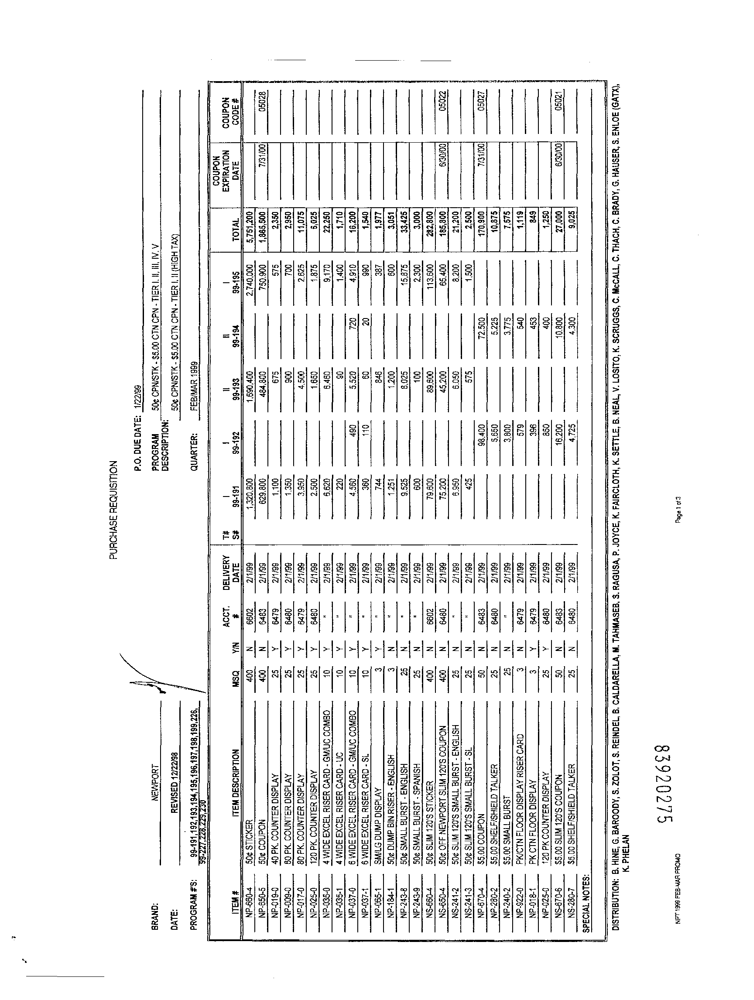 PURCHASE REQUISITION
P.O. DUE DATE: 1/22/99
BRAND: NEWPORT PROGRAM DESCRIPTION: 50¢ CPN/STK - $5.00 CTN CPN - TIER I, II, III, IV, V
DATE: REVISED 12/22/98 50¢ CPN/STK - $5.00 CTN CPN - TIER I, II (HIGH TAX)
PROGRAM #'S: 99-191,192,193,194,195,196,197,198,199,226, QUARTER: FEB/MAR 1999
99-227,228,229,230
ITEM # ITEM DESCRIPTION MSQ Y/N ACCT. # DELIVERY DATE T# S# I 99-191 I 99-192 II 99-193 II 99-194 I 99-195 TOTAL COUPON EXPIRATION DATE COUPON CODE #
NP-660-4 50¢ STICKER 400 N 6602 2/1/99 1,320,800 1,690,400 2,740,000 5,751,200
NP-650-5 50¢ COUPON 400 N 6483 2/1/99 629,800 484,800 750,900 1,865,500 7/31/00 05028
NP-019-0 40 PK. COUNTER DISPLAY 25 Y 6479 2/1/99 1,100 675 575 2,350
NP-009-0 60 PK. COUNTER DISPLAY 25 Y 6480 2/1/99 1,350 900 700 2,950
NP-017-0 80 PK. COUNTER DISPLAY 25 Y 6479 2/1/99 3,950 4,500 2,625 11,075
NP-025-0 120 PK. COUNTER DISPLAY 25 Y 6480 2/1/99 2,500 1,650 1,875 6,025
NP-035-0 4 WIDE EXCEL RISER CARD - GM/UC COMBO 10 Y " 2/1/99 6,620 6,460 9,170 22,250
NP-035-1 4 WIDE EXCEL RISER CARD - UC 10 Y " 2/1/99 220 90 1,400 1,710
NP-037-0 6 WIDE EXCEL RISER CARD - GM/UC COMBO 10 Y " 2/1/99 4,560 490 5,520 720 4,910 16,200
NP-037-1 6 WIDE EXCEL RISER CARD - SL 10 Y " 2/1/99 360 110 60 20 990 1,540
NP-065-1 SM/LG DUMP DISPLAY 3 Y " 2/1/99 744 846 387 1,977
NP-184-1 50¢ DUMP BIN RISER - ENGLISH 3 N " 2/1/99 1,251 1,200 600 3,051
NP-243-8 50¢ SMALL BURST - ENGLISH 25 N " 2/1/99 9,525 8,025 15,875 33,425
NP-243-9 50¢ SMALL BURST - SPANISH 25 N " 2/1/99 600 100 2,300 3,000
NS-660-4 50¢ SLIM 120'S STICKER 400 N 6602 2/1/99 79,600 89,600 113,600 282,800
NS-650-4 50¢ OFF NEWPORT SLIM 120'S COUPON 400 N 6480 2/1/99 75,200 45,200 65,400 185,800 6/30/00 05022
NS-241-2 50¢ SLIM 120'S SMALL BURST - ENGLISH 25 N " 2/1/99 6,950 6,050 8,200 21,200
NS-241-3 50¢ SLIM 120'S SMALL BURST - SL 25 N " 2/1/99 425 575 1,500 2,500
NP-670-4 $5.00 COUPON 50 N 6483 2/1/99 98,400 72,500 170,900 7/31/00 05027
NP-280-2 $5.00 SHELF/SHIELD TALKER 25 N 6480 2/1/99 5,650 5,225 10,875
NP-240-2 $5.00 SMALL BURST 25 N " 2/1/99 3,800 3,775 7,575
NP-922-0 PK/CTN FLOOR DISPLAY RISER CARD 3 N 6479 2/1/99 579 540 1,119
NP-018-1 PK CTN FLOOR DISPLAY 3 Y 6479 2/1/99 396 453 849
NP-025-0 120 PK COUNTER DISPLAY 25 Y 6480 2/1/99 850 400 1,250
NS-670-6 $5.00 SLIM 120'S COUPON 50 N 6483 2/1/99 16,200 10,800 27,000 6/30/00 05021
NS-280-7 $5.00 SHELF/SHIELD TALKER 25 N 6480 2/1/99 4,725 4,300 9,025
SPECIAL NOTES:
DISTRIBUTION: B. HINE, G. BAROODY, S. ZOLOT, S. REINDEL, B. CALDARELLA, M. TAHMASEB, S. RAGUSA, P. JOYCE, K. FAIRCLOTH, K. SETTLE, B. NEAL, V. LOSITO, K. SCRUGGS, C. McCALL, C. THACH, C. BRADY, G. HAUSER, S. ENLOE (GATX),
K. PHELAN
83920275
NPT 1999 FEB-MAR PROMO Page 1 of 3